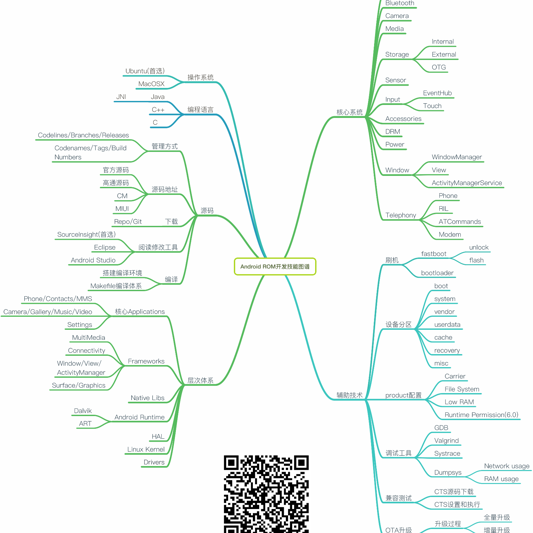 Ubuntu(首选)
MacOSX
操作系统
JNI
Java
C++
C
编程语言
Codelines/Branches/Releases
Codenames/Tags/Build
Numbers
管理方式
官方源码
高通源码
CM
MIUI
源码地址
Repo/Git
下载
SourceInsight(首选)
Eclipse
Android Studio
阅读修改工具
搭建编译环境
Makefile编译体系
编译
源码
Phone/Contacts/MMS
Camera/Gallery/Music/Video
Settings
核心Applications
MultiMedia
Connectivity
Window/View/
ActivityManager
Surface/Graphics
Frameworks
Native Libs
Dalvik
ART
Android Runtime
HAL
Linux Kernel
Drivers
层次体系
Android ROM开发技能图谱
核心系统
Bluetooth
Camera
Media
Storage
Internal
External
OTG
Sensor
Input
EventHub
Touch
Accessories
DRM
Power
Window
WindowManager
View
ActivityManagerService
Telephony
Phone
RIL
ATCommands
Modem
辅助技术
刷机
fastboot
unlock
flash
bootloader
设备分区
boot
system
vendor
userdata
cache
recovery
misc
product配置
Carrier
File System
Low RAM
Runtime Permission(6.0)
调试工具
GDB
Valgrind
Systrace
Dumpsys
Network usage
RAM usage
兼容测试
CTS源码下载
CTS设置和执行
OTA升级
升级过程
全量升级
增量升级